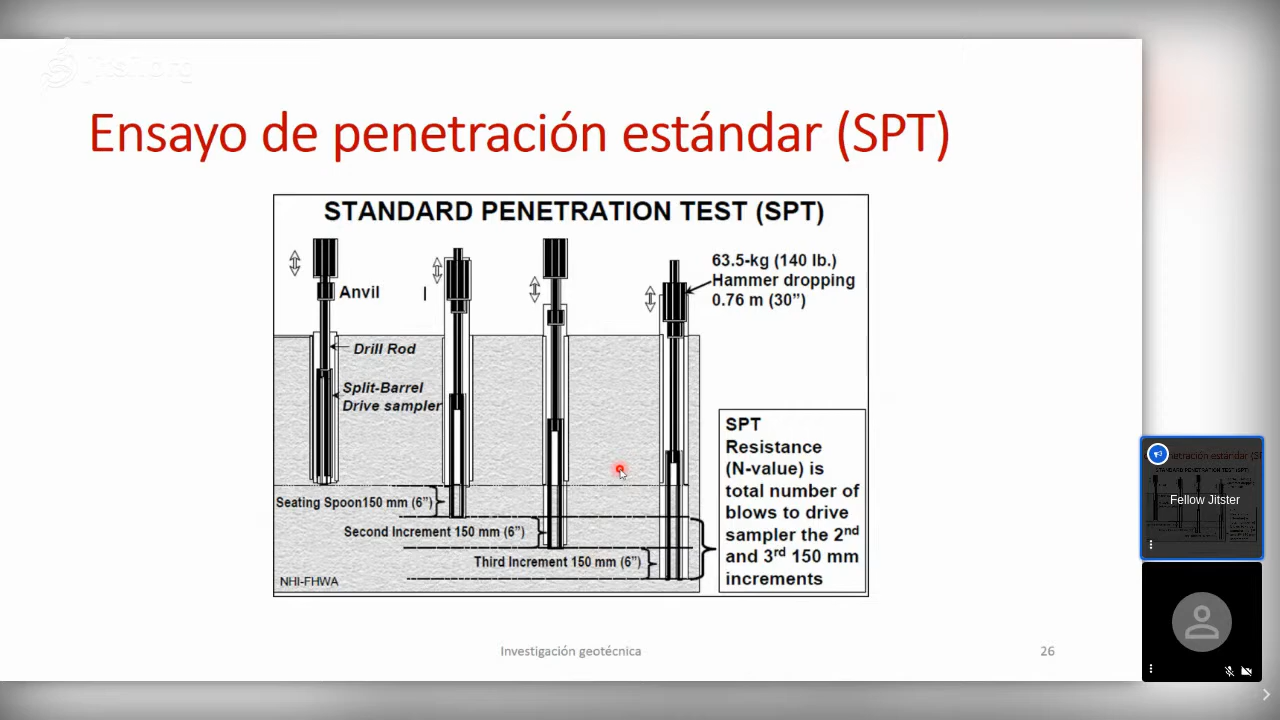 jitsi.org
Ensayo de penetración estándar (SPT)
STANDARD PENETRATION TEST (SPT)
63.5-kg (140 lb.)
Hammer dropping
0.76 m (30”)
Anvil
Drill Rod
Split-Barrel
Drive sampler
SPT
Resistance
(N-value) is
total number of
blows to drive
sampler the 2nd
and 3rd 150 mm
increments
Seating Spoon150 mm (6”)
Second Increment 150 mm (6”)
Third Increment 150 mm (6”)
NHI-FHWA
Investigación geotécnica
26
Fellow Jitster